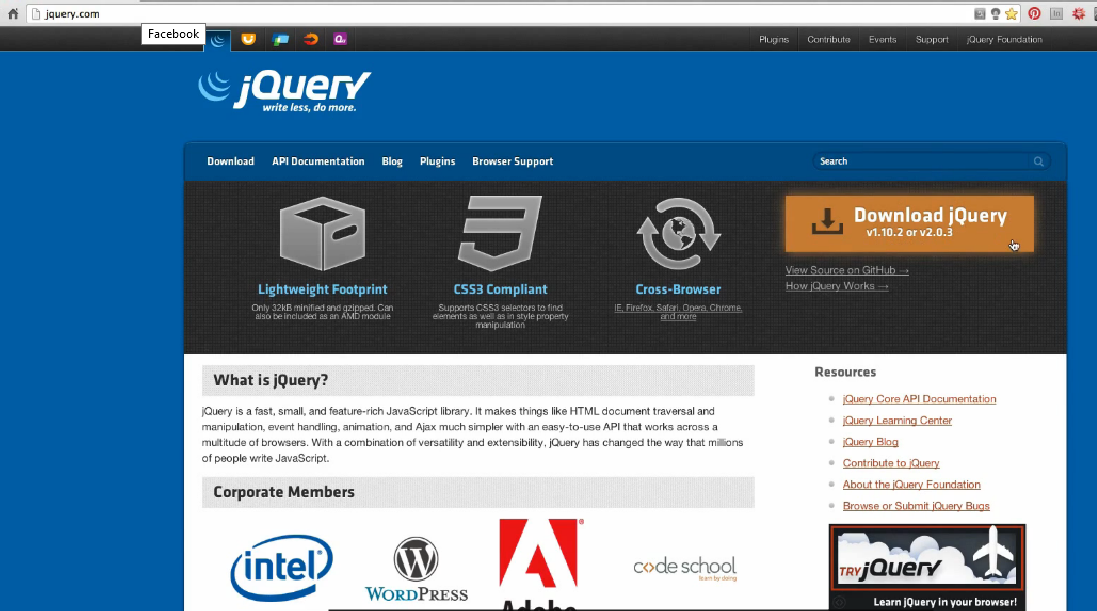 jquery.com
Facebook
Plugins Contribute Events Support jQuery Foundation
jQuery
write less, do more.
Download API Documentation Blog Plugins Browser Support Search
Download jQuery
v1.10.2 or v2.0.3
View Source on GitHub →
How jQuery Works →
Lightweight Footprint
Only 32kB minified and gzipped. Can
also be included as an AMD module
CSS3 Compliant
Supports CSS3 selectors to find
elements as well as in style property
manipulation
Cross-Browser
IE, Firefox, Safari, Opera, Chrome,
and more
What is jQuery?
jQuery is a fast, small, and feature-rich JavaScript library. It makes things like HTML document traversal and
manipulation, event handling, animation, and Ajax much simpler with an easy-to-use API that works across a
multitude of browsers. With a combination of versatility and extensibility, jQuery has changed the way that millions
of people write JavaScript.
Corporate Members
intel
WORDPRESS
Adobe
code school
learn by doing
Resources
jQuery Core API Documentation
jQuery Learning Center
jQuery Blog
Contribute to jQuery
About the jQuery Foundation
Browse or Submit jQuery Bugs
TRY jQuery
Learn jQuery in your browser!